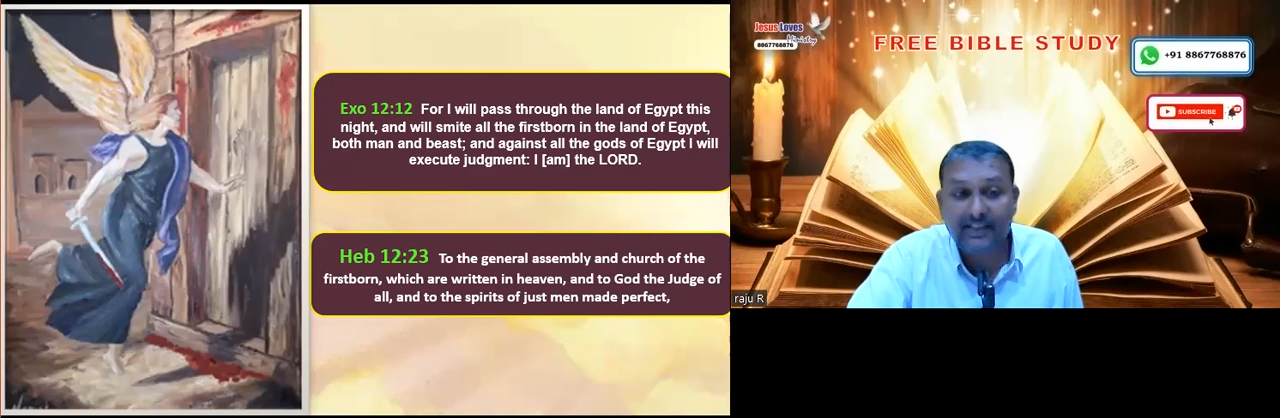 Exo 12:12 For I will pass through the land of Egypt this
night, and will smite all the firstborn in the land of Egypt,
both man and beast; and against all the gods of Egypt I will
execute judgment: I [am] the LORD.
Heb 12:23 To the general assembly and church of the
firstborn, which are written in heaven, and to God the Judge of
all, and to the spirits of just men made perfect,
Jesus Loves
Ministry
8867768876
FREE BIBLE STUDY
+91 8867768876
SUBSCRIBE
raju R